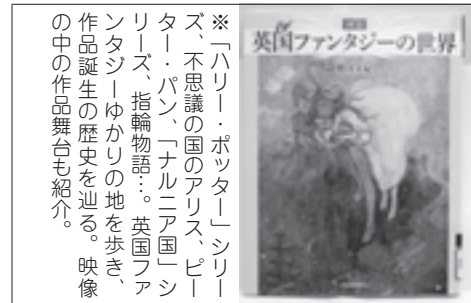 ※「ハリー・ポッター」シリー
ズ、不思議の国のアリス、ピー
ター・パン、「ナルニア国」シ
リーズ、指輪物語…。英国ファ
ンタジーゆかりの地を歩き、
作品誕生の歴史を辿る。映像
の中の作品舞台も紹介。
英国ファンタジーの世界